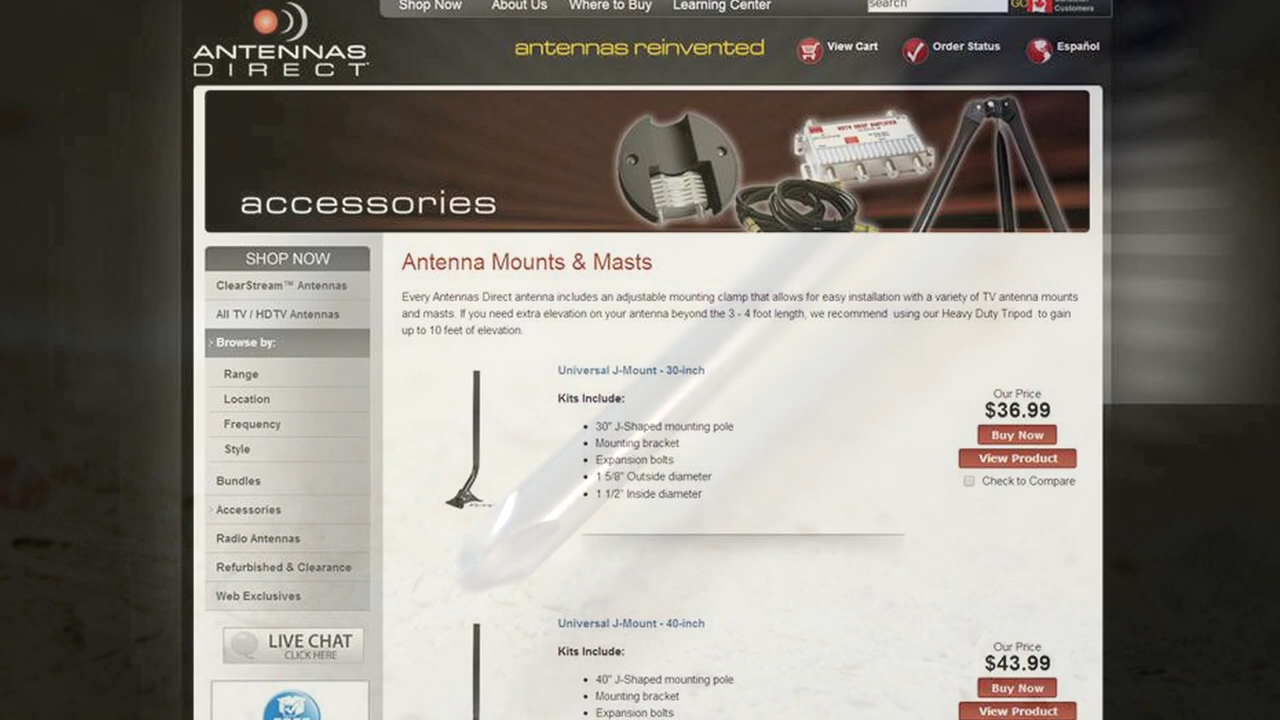 Shop Now About Us Where to Buy Learning Center search GO Customers
ANTENNAS
DIRECT
antennas reinvented View Cart Order Status Español
HDTV DROP AMPLIFIER
accessories
SHOP NOW
ClearStream™ Antennas
All TV / HDTV Antennas
Browse by:
Range
Location
Frequency
Style
Bundles
Accessories
Radio Antennas
Refurbished & Clearance
Web Exclusives
LIVE CHAT
CLICK HERE
Antenna Mounts & Masts
Every Antennas Direct antenna includes an adjustable mounting clamp that allows for easy installation with a variety of TV antenna mounts
and masts. If you need extra elevation on your antenna beyond the 3 - 4 foot length, we recommend using our Heavy Duty Tripod to gain
up to 10 feet of elevation.
Universal J-Mount - 30-inch
Kits Include:
• 30" J-Shaped mounting pole
• Mounting bracket
• Expansion bolts
• 1 5/8" Outside diameter
• 1 1/2" Inside diameter
Our Price
$36.99
Buy Now
View Product
Check to Compare
Universal J-Mount - 40-inch
Kits Include:
• 40" J-Shaped mounting pole
• Mounting bracket
• Expansion bolts
Our Price
$43.99
Buy Now
View Product